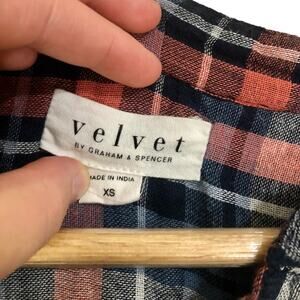 velvet
BY GRAHAM & SPENCER
MADE IN INDIA
XS